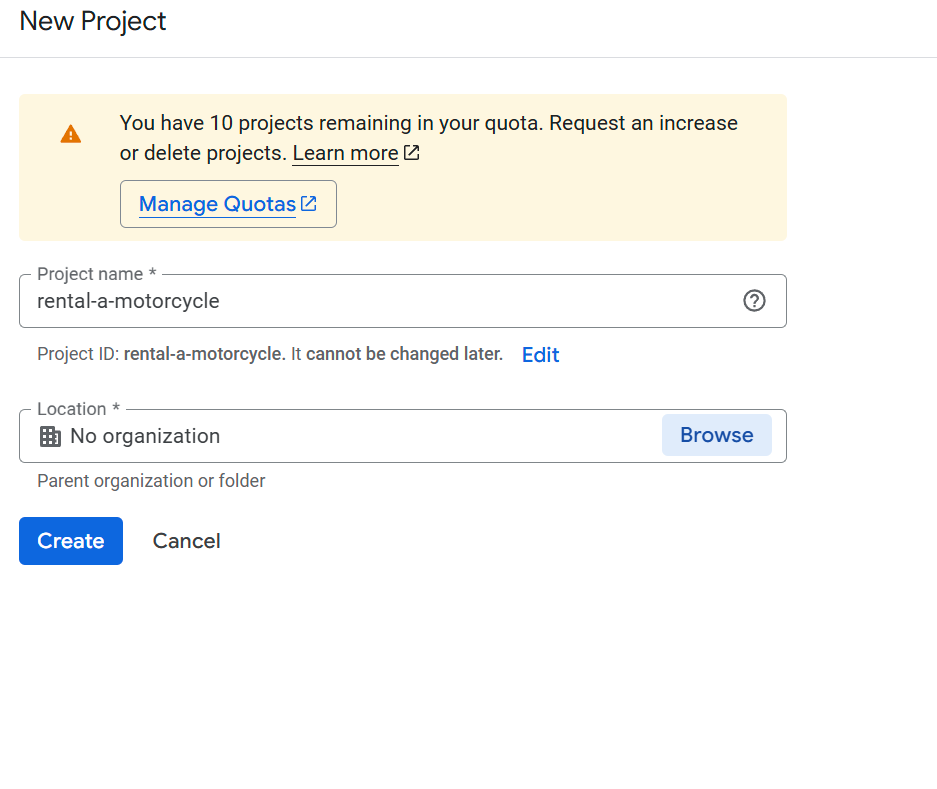 New Project
You have 10 projects remaining in your quota. Request an increase
or delete projects. Learn more
Manage Quotas
Project name *
rental-a-motorcycle
Project ID: rental-a-motorcycle. It cannot be changed later. Edit
Location *
No organization Browse
Parent organization or folder
Create Cancel